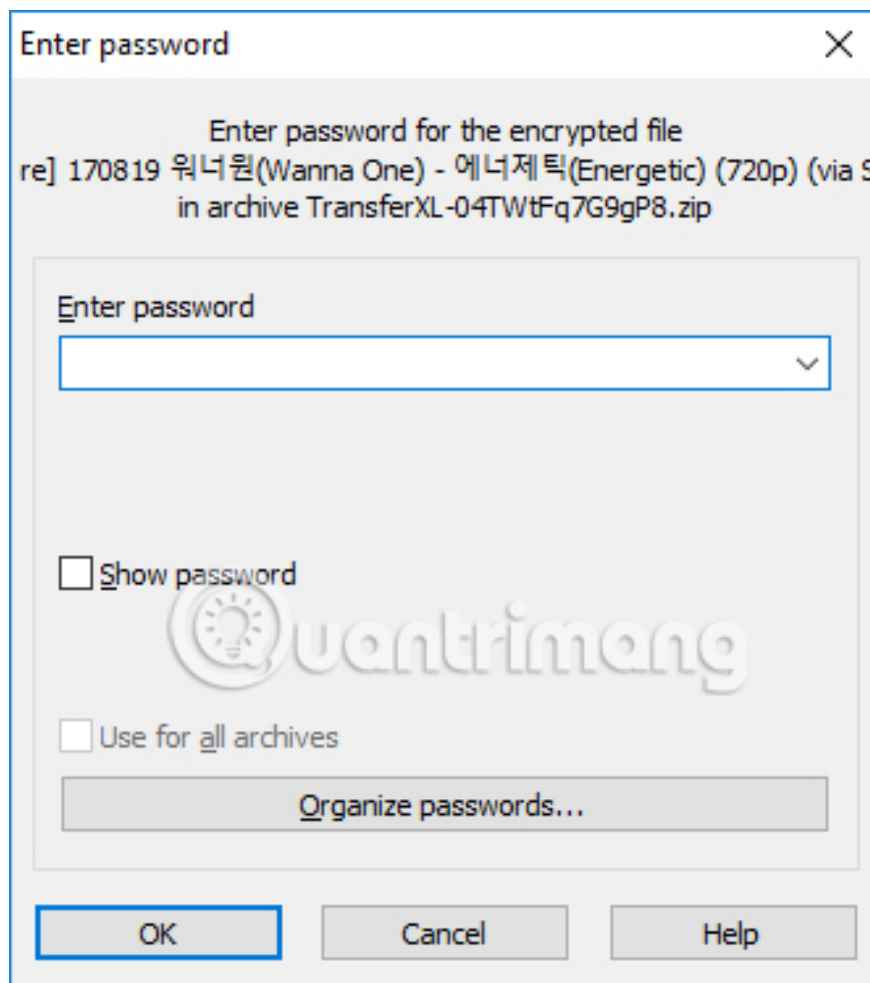 Enter password
Enter password for the encrypted file
re] 170819 워너원(Wanna One) - 에너제틱(Energetic) (720p) (via S
in archive TransferXL-04TWtFq7G9gP8.zip
Enter password
Show password
Quantrimang
Use for all archives
Organize passwords...
OK Cancel Help